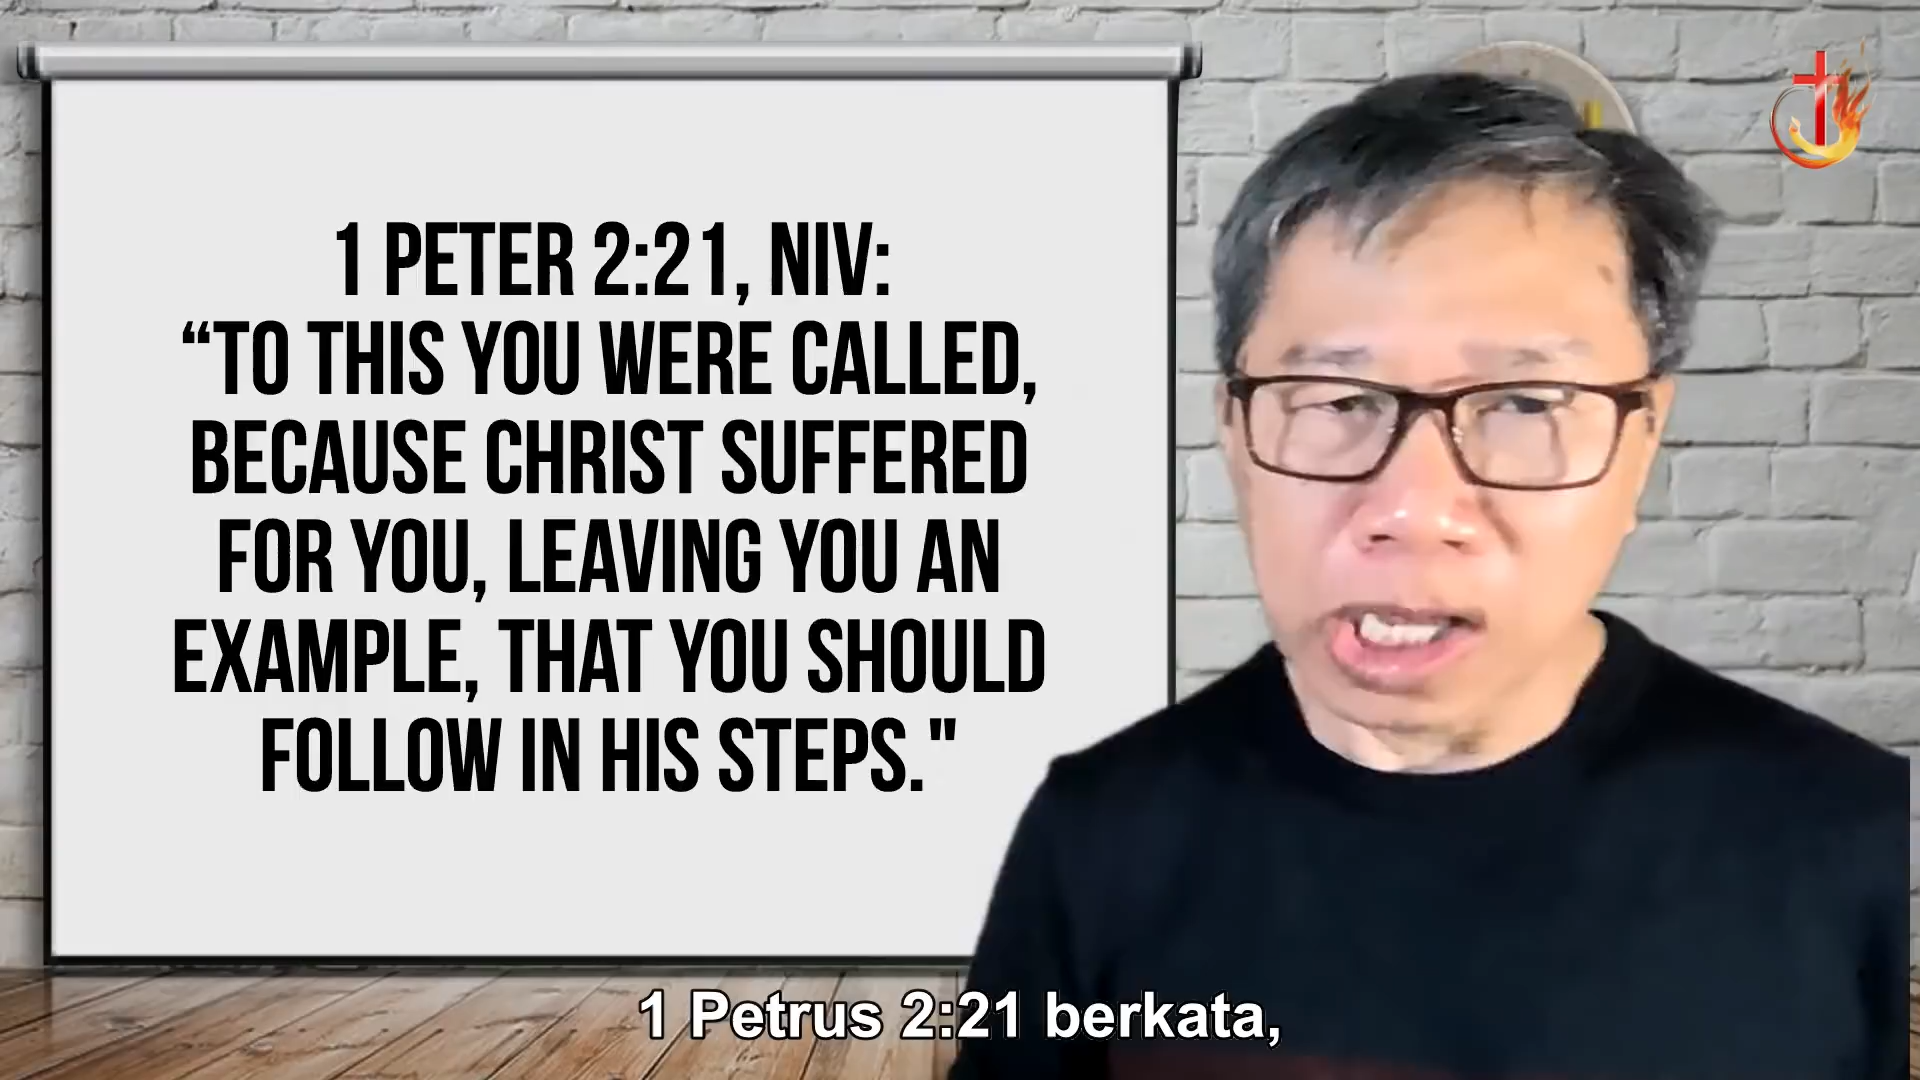 1 PETER 2:21, NIV:
“TO THIS YOU WERE CALLED,
BECAUSE CHRIST SUFFERED
FOR YOU, LEAVING YOU AN
EXAMPLE, THAT YOU SHOULD
FOLLOW IN HIS STEPS."
1 Petrus 2:21 berkata,